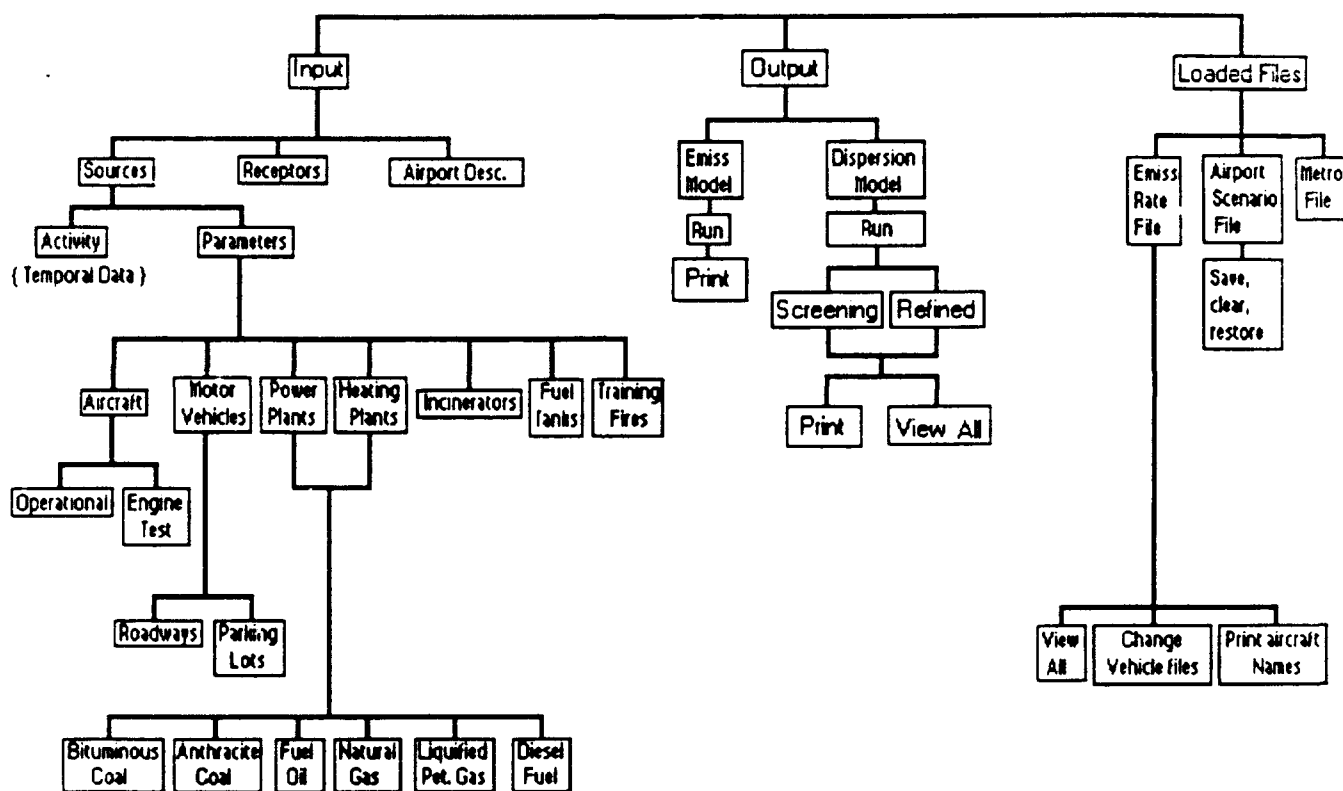 Input
Output
Loaded Files
Sources
Receptors
Airport Desc.
Emiss
Model
Dispersion
Model
Emiss
Rate
File
Airport
Scenario
File
Metro
File
Activity
( Temporal Data )
Parameters
Run
Run
Print
Screening
Refined
Save,
clear,
restore
Aircraft
Motor
Vehicles
Power
Plants
Heating
Plants
Incinerators
Fuel
Tanks
Training
Fires
Print
View All
Operational
Engine
Test
Roadways
Parking
Lots
View
All
Change
Vehicle files
Print aircraft
Names
Bituminous
Coal
Anthracite
Coal
Fuel
Oil
Natural
Gas
Liquified
Pet. Gas
Diesel
Fuel